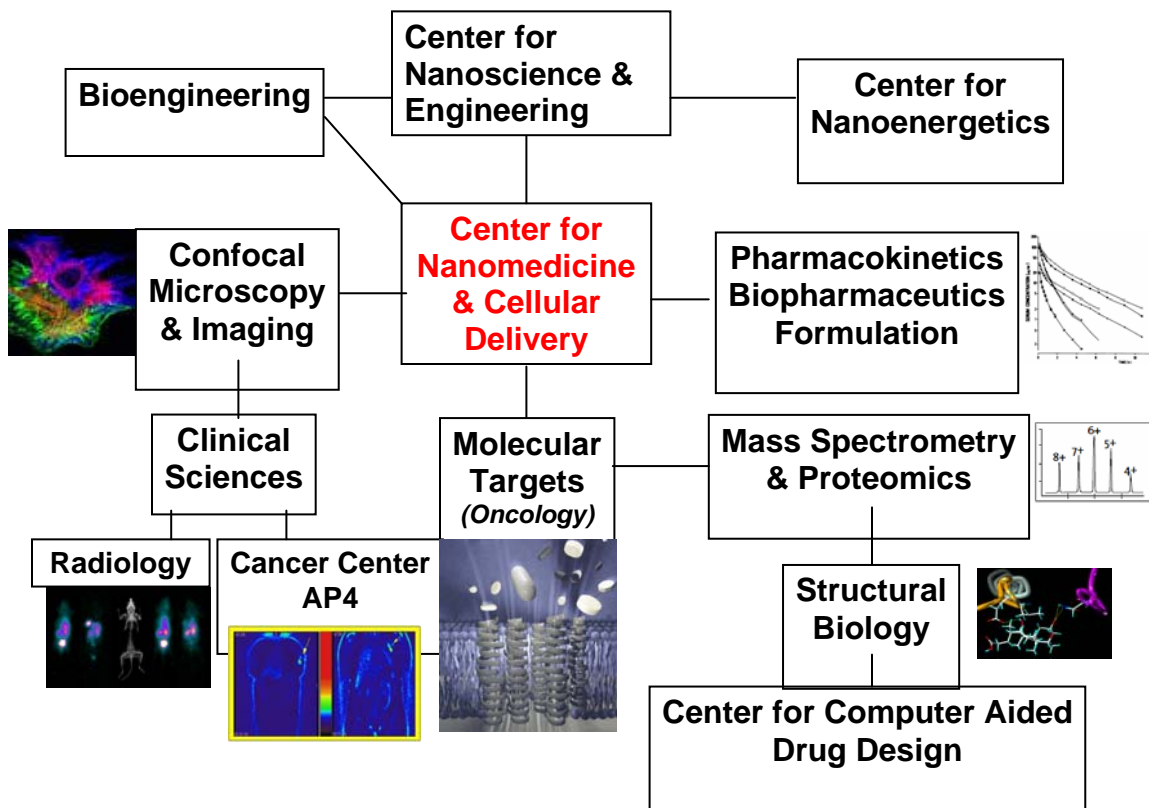 Center for
Nanoscience &
Engineering
Bioengineering
Center for
Nanoenergetics
Center for
Nanomedicine
& Cellular
Delivery
Confocal
Microscopy
& Imaging
Pharmacokinetics
Biopharmaceutics
Formulation
Clinical
Sciences
Molecular
Targets
(Oncology)
Mass Spectrometry
& Proteomics
8+
7+
6+
5+
4+
Radiology
Cancer Center
AP4
Structural
Biology
Center for Computer Aided
Drug Design